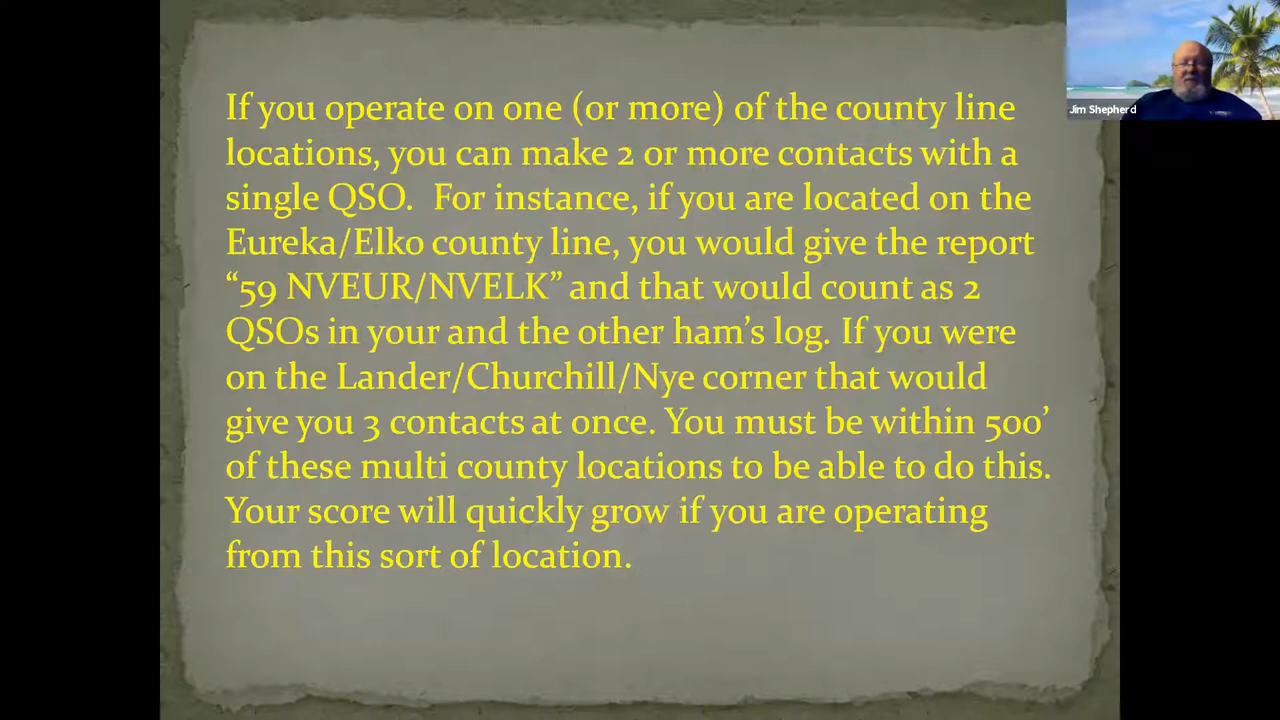 If you operate on one (or more) of the county line
locations, you can make 2 or more contacts with a
single QSO.  For instance, if you are located on the
Eureka/Elko county line, you would give the report
“59 NVEUR/NVELK” and that would count as 2
QSOs in your and the other ham’s log. If you were
on the Lander/Churchill/Nye corner that would
give you 3 contacts at once. You must be within 500’
of these multi county locations to be able to do this.
Your score will quickly grow if you are operating
from this sort of location.
Jim Shepherd